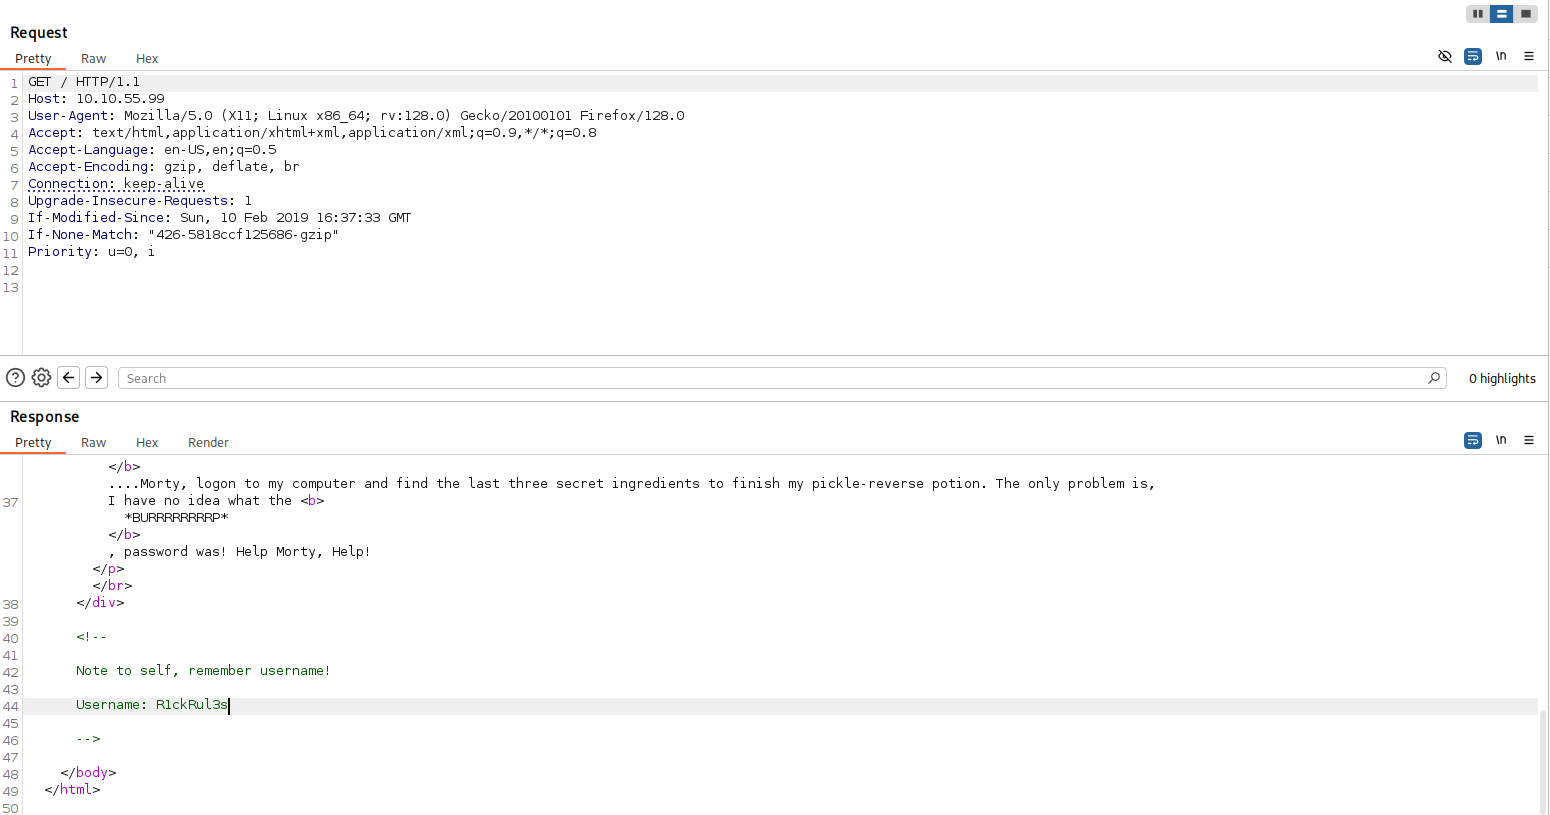 Request
Pretty Raw Hex
\n
1 GET / HTTP/1.1
2 Host: 10.10.55.99
3 User-Agent: Mozilla/5.0 (X11; Linux x86_64; rv:128.0) Gecko/20100101 Firefox/128.0
4 Accept: text/html,application/xhtml+xml,application/xml;q=0.9,*/*;q=0.8
5 Accept-Language: en-US,en;q=0.5
6 Accept-Encoding: gzip, deflate, br
7 Connection: keep-alive
8 Upgrade-Insecure-Requests: 1
9 If-Modified-Since: Sun, 10 Feb 2019 16:37:33 GMT
10 If-None-Match: "426-5818ccf125686-gzip"
11 Priority: u=0, i
12
13
Search
0 highlights
Response
Pretty Raw Hex Render
\n
</b>
....Morty, logon to my computer and find the last three secret ingredients to finish my pickle-reverse potion. The only problem is,
37 I have no idea what the <b>
*BURRRRRRRRP*
</b>
, password was! Help Morty, Help!
</p>
</br>
38 </div>
39
40 <!--
41
42 Note to self, remember username!
43
44 Username: R1ckRul3s
45
46 -->
47
48 </body>
49 </html>
50